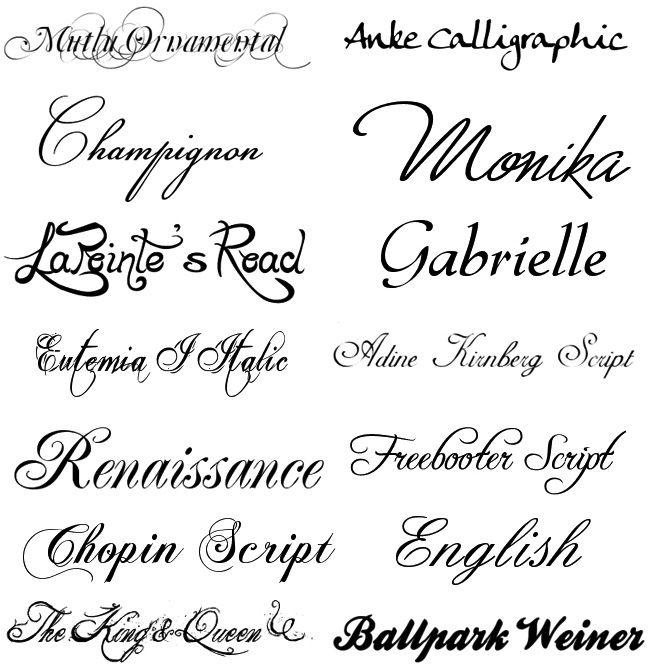 Mutlu Ornamental
Anke Calligraphic
Champignon
Monika
LaPointe's Road
Gabrielle
Eutemia I Italic
Adine Kirnberg Script
Renaissance
Freebooter Script
Chopin Script
English
The King & Queen
Ballpark Weiner